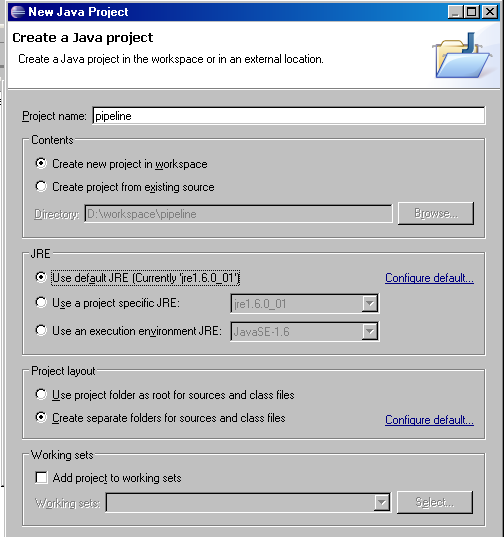 New Java Project
Create a Java project
Create a Java project in the workspace or in an external location.
Project name: pipeline
Contents
Create new project in workspace
Create project from existing source
Directory: D:\workspace\pipeline Browse...
JRE
Use default JRE (Currently 'jre1.6.0_01') Configure default...
Use a project specific JRE: jre1.6.0_01
Use an execution environment JRE: JavaSE-1.6
Project layout
Use project folder as root for sources and class files
Create separate folders for sources and class files Configure default...
Working sets
Add project to working sets
Working sets: Select...